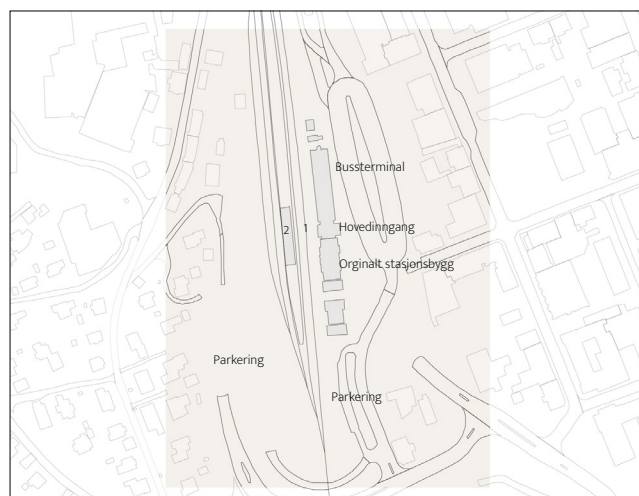 Bussterminal
2
1
Hovedinngang
Orginalt stasjonsbygg
Parkering
Parkering